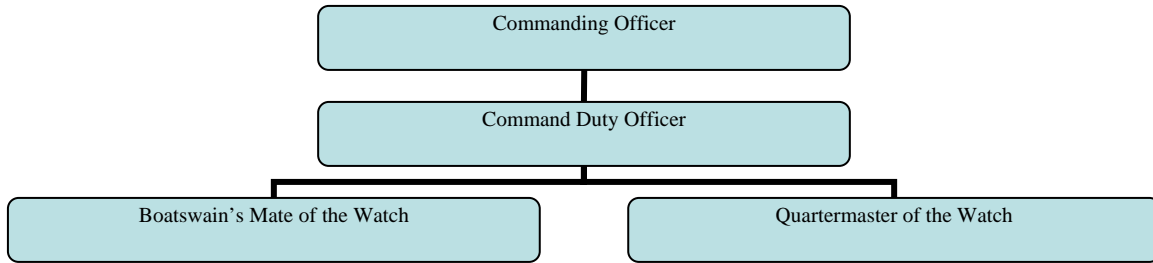 Commanding Officer
Command Duty Officer
Boatswain’s Mate of the Watch
Quartermaster of the Watch